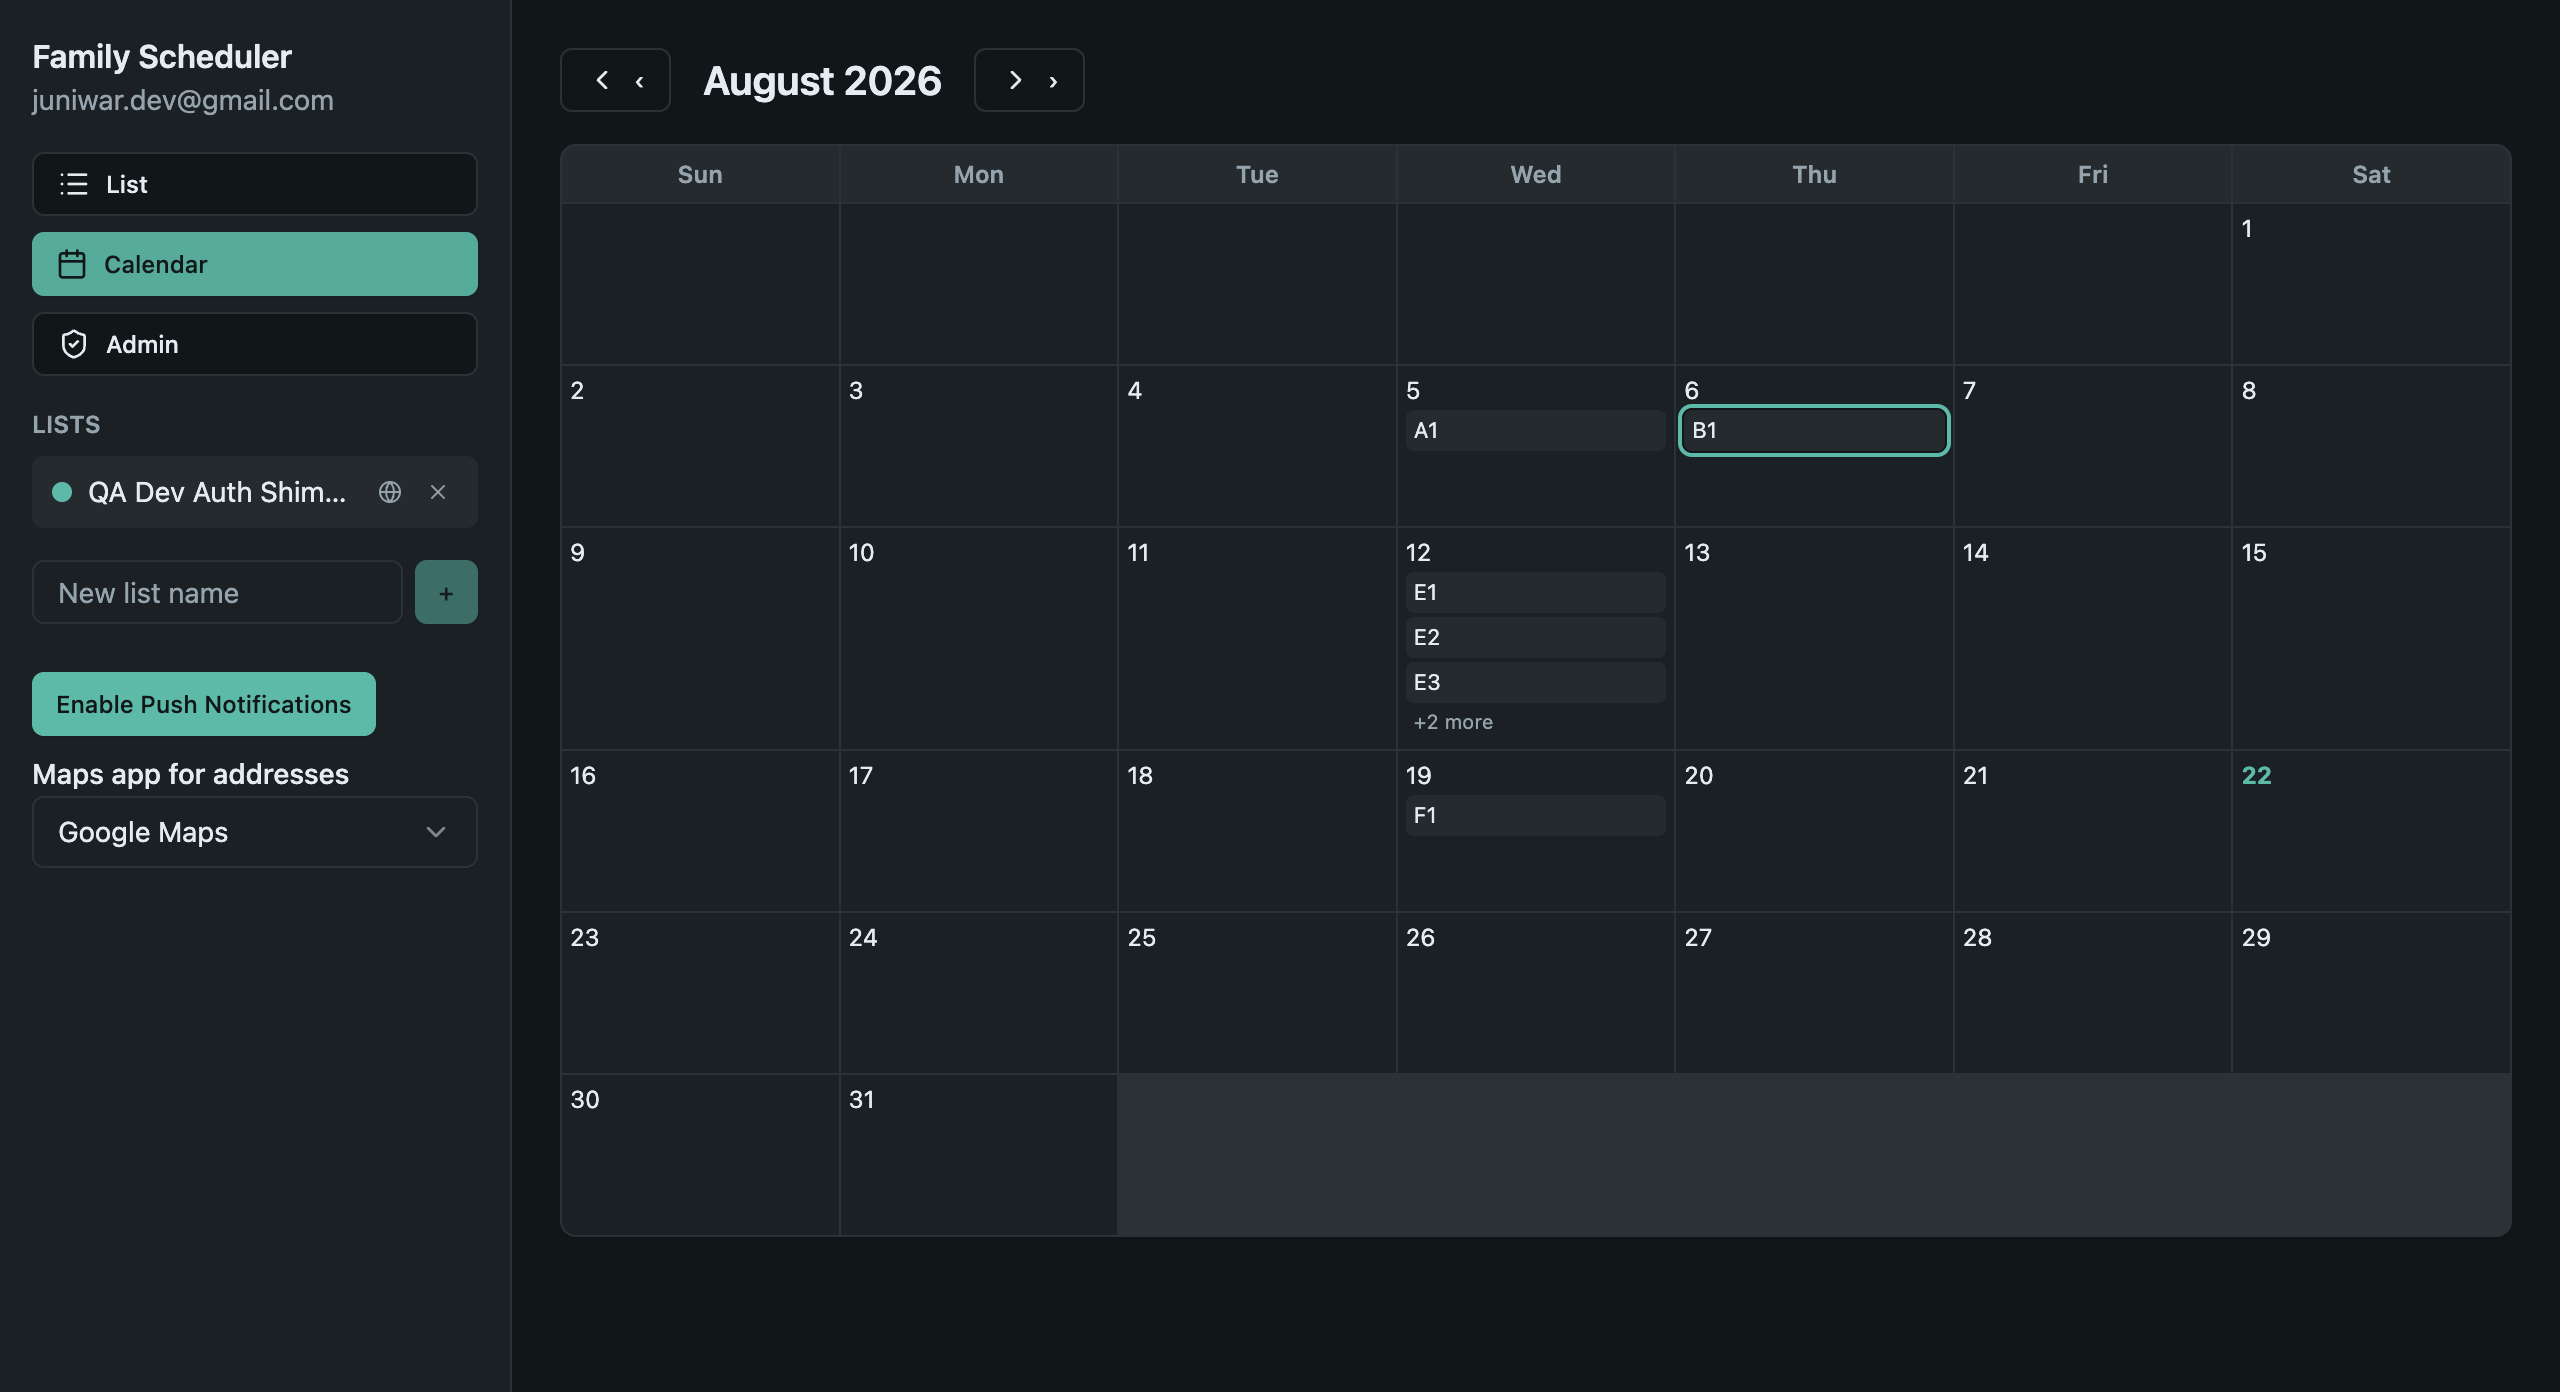 Family Scheduler
juniwar.dev@gmail.com
List
Calendar
Admin
LISTS
QA Dev Auth Shim...
New list name
+
Enable Push Notifications
Maps app for addresses
Google Maps
‹
August 2026
›
Sun Mon Tue Wed Thu Fri Sat
1
2 3 4 5 6 7 8
A1 B1
9 10 11 12 13 14 15
E1
E2
E3
+2 more
16 17 18 19 20 21 22
F1
23 24 25 26 27 28 29
30 31